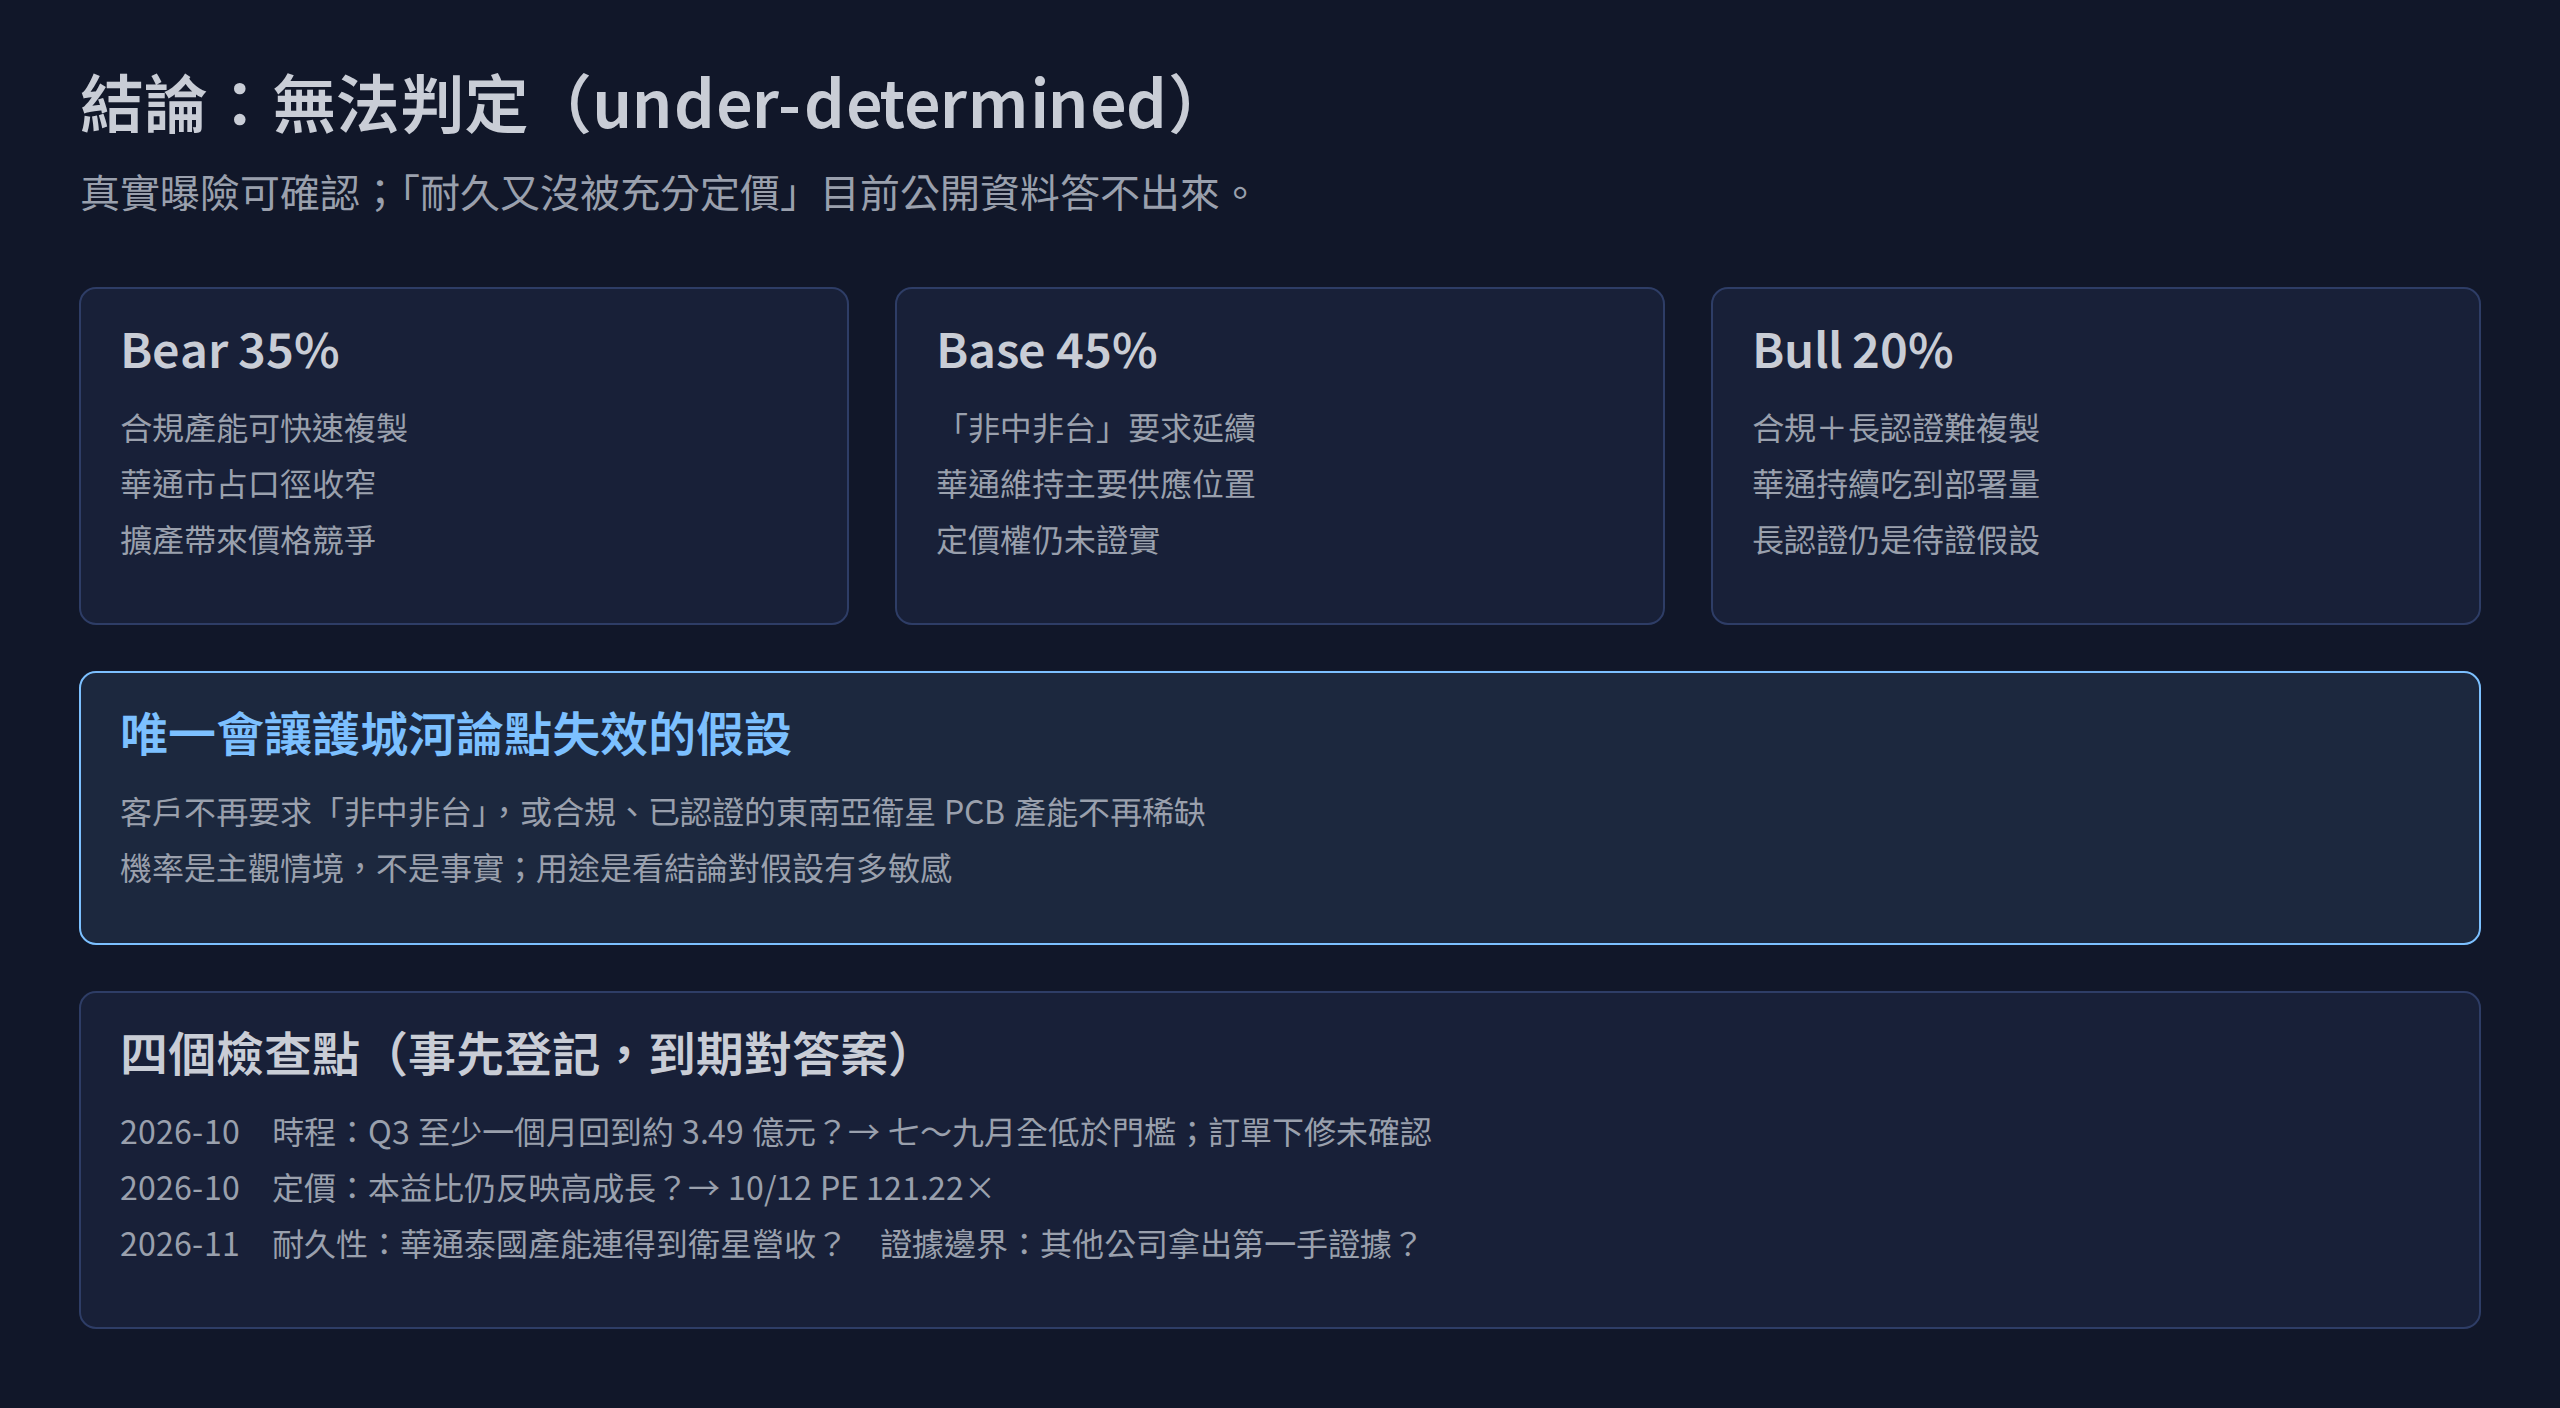 結論：無法判定（under-determined）
真實曝險可確認；「耐久又沒被充分定價」目前公開資料答不出來。
Bear 35%
合規產能可快速複製
華通市占口徑收窄
擴產帶來價格競爭
Base 45%
「非中非台」要求延續
華通維持主要供應位置
定價權仍未證實
Bull 20%
合規＋長認證難複製
華通持續吃到部署量
長認證仍是待證假設
唯一會讓護城河論點失效的假設
客戶不再要求「非中非台」，或合規、已認證的東南亞衛星 PCB 產能不再稀缺
機率是主觀情境，不是事實；用途是看結論對假設有多敏感
四個檢查點（事先登記，到期對答案）
2026-10　時程：Q3 至少一個月回到約 3.49 億元？→ 七～九月全低於門檻；訂單下修未確認
2026-10　定價：本益比仍反映高成長？→ 10/12 PE 121.22×
2026-11　耐久性：華通泰國產能連得到衛星營收？　證據邊界：其他公司拿出第一手證據？